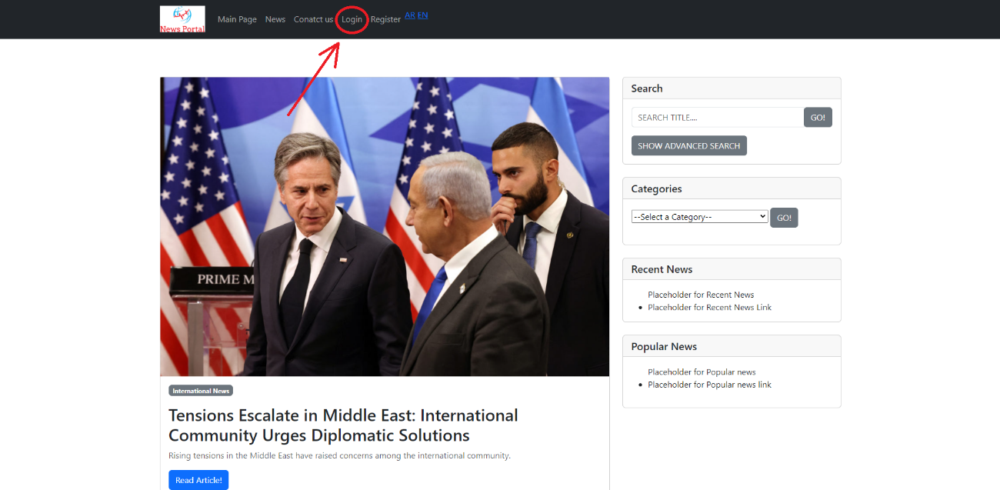 News Portal
Main Page News Conatct us Login Register AR EN
PRIME M
International News
Tensions Escalate in Middle East: International
Community Urges Diplomatic Solutions
Rising tensions in the Middle East have raised concerns among the international community.
Read Article!
Search
SEARCH TITLE.... GO!
SHOW ADVANCED SEARCH
Categories
--Select a Category-- GO!
Recent News
Placeholder for Recent News
Placeholder for Recent News Link
Popular News
Placeholder for Popular news
Placeholder for Popular news link